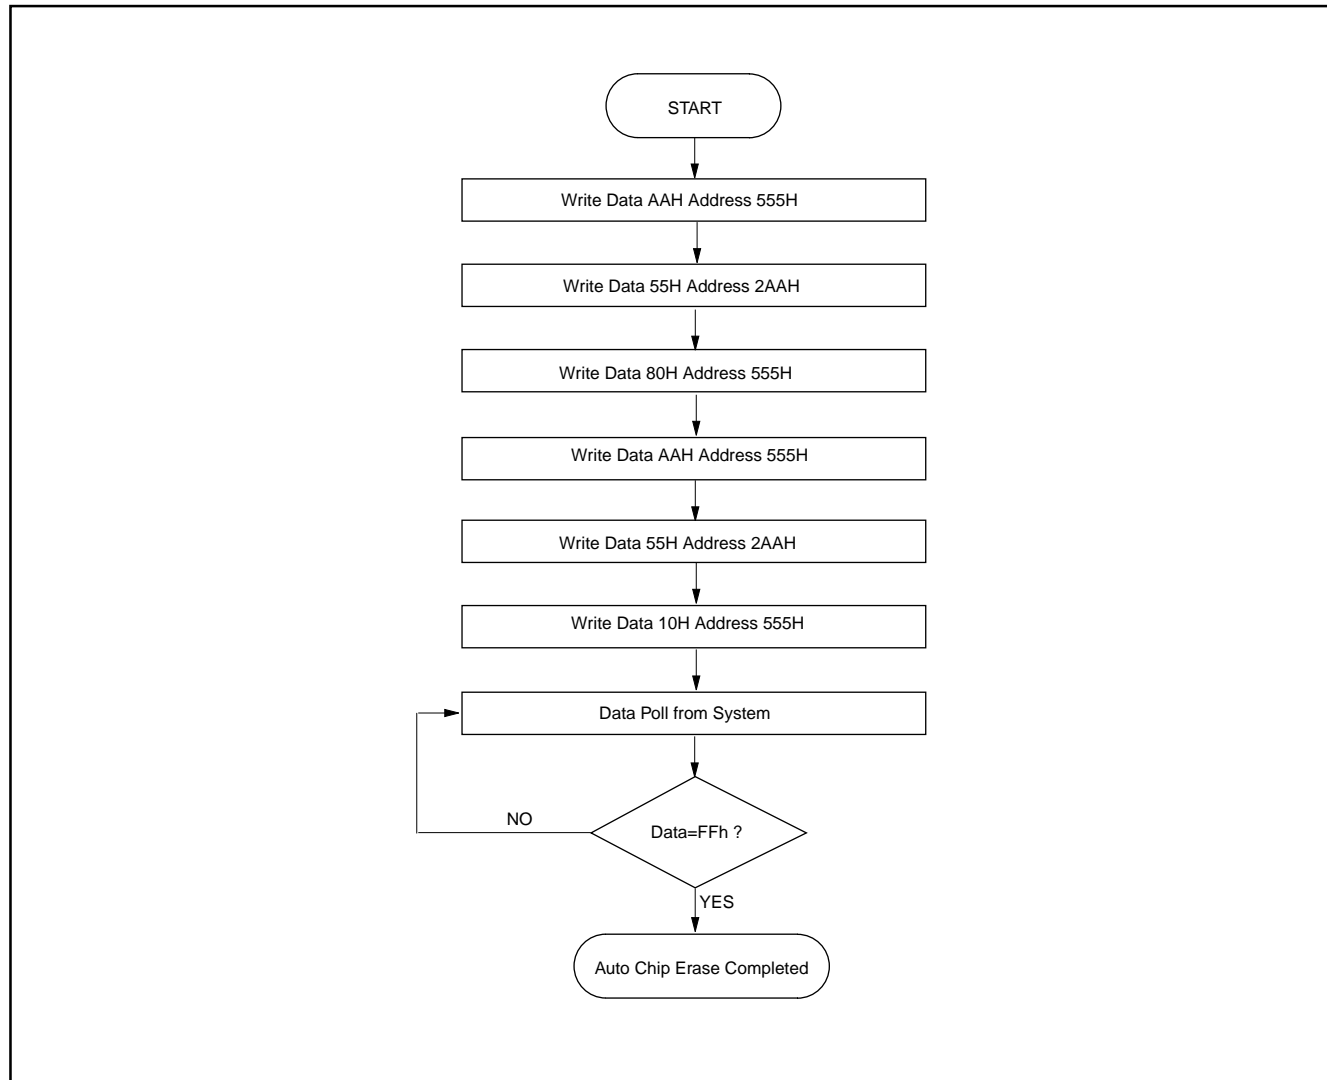 START
Write Data AAH Address 555H
Write Data 55H Address 2AAH
Write Data 80H Address 555H
Write Data AAH Address 555H
Write Data 55H Address 2AAH
Write Data 10H Address 555H
Data Poll from System
NO
Data=FFh ?
YES
Auto Chip Erase Completed